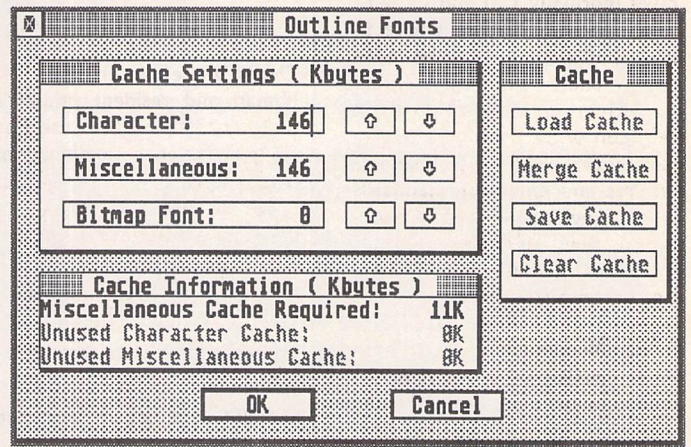 Outline Fonts
Cache Settings ( Kbytes )
Character: 146
Miscellaneous: 146
Bitmap Font: 0
Cache
Load Cache
Merge Cache
Save Cache
Clear Cache
Cache Information ( Kbytes )
Miscellaneous Cache Required: 11K
Unused Character Cache: 0K
Unused Miscellaneous Cache: 0K
OK
Cancel